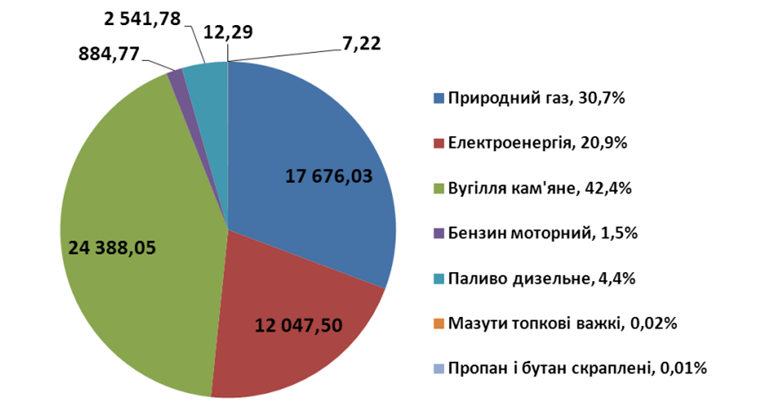 2 541,78
12,29
7,22
884,77
17 676,03
24 388,05
12 047,50
Природний газ, 30,7%
Електроенергія, 20,9%
Вугілля кам'яне, 42,4%
Бензин моторний, 1,5%
Паливо дизельне, 4,4%
Мазути топкові важкі, 0,02%
Пропан і бутан скраплені, 0,01%